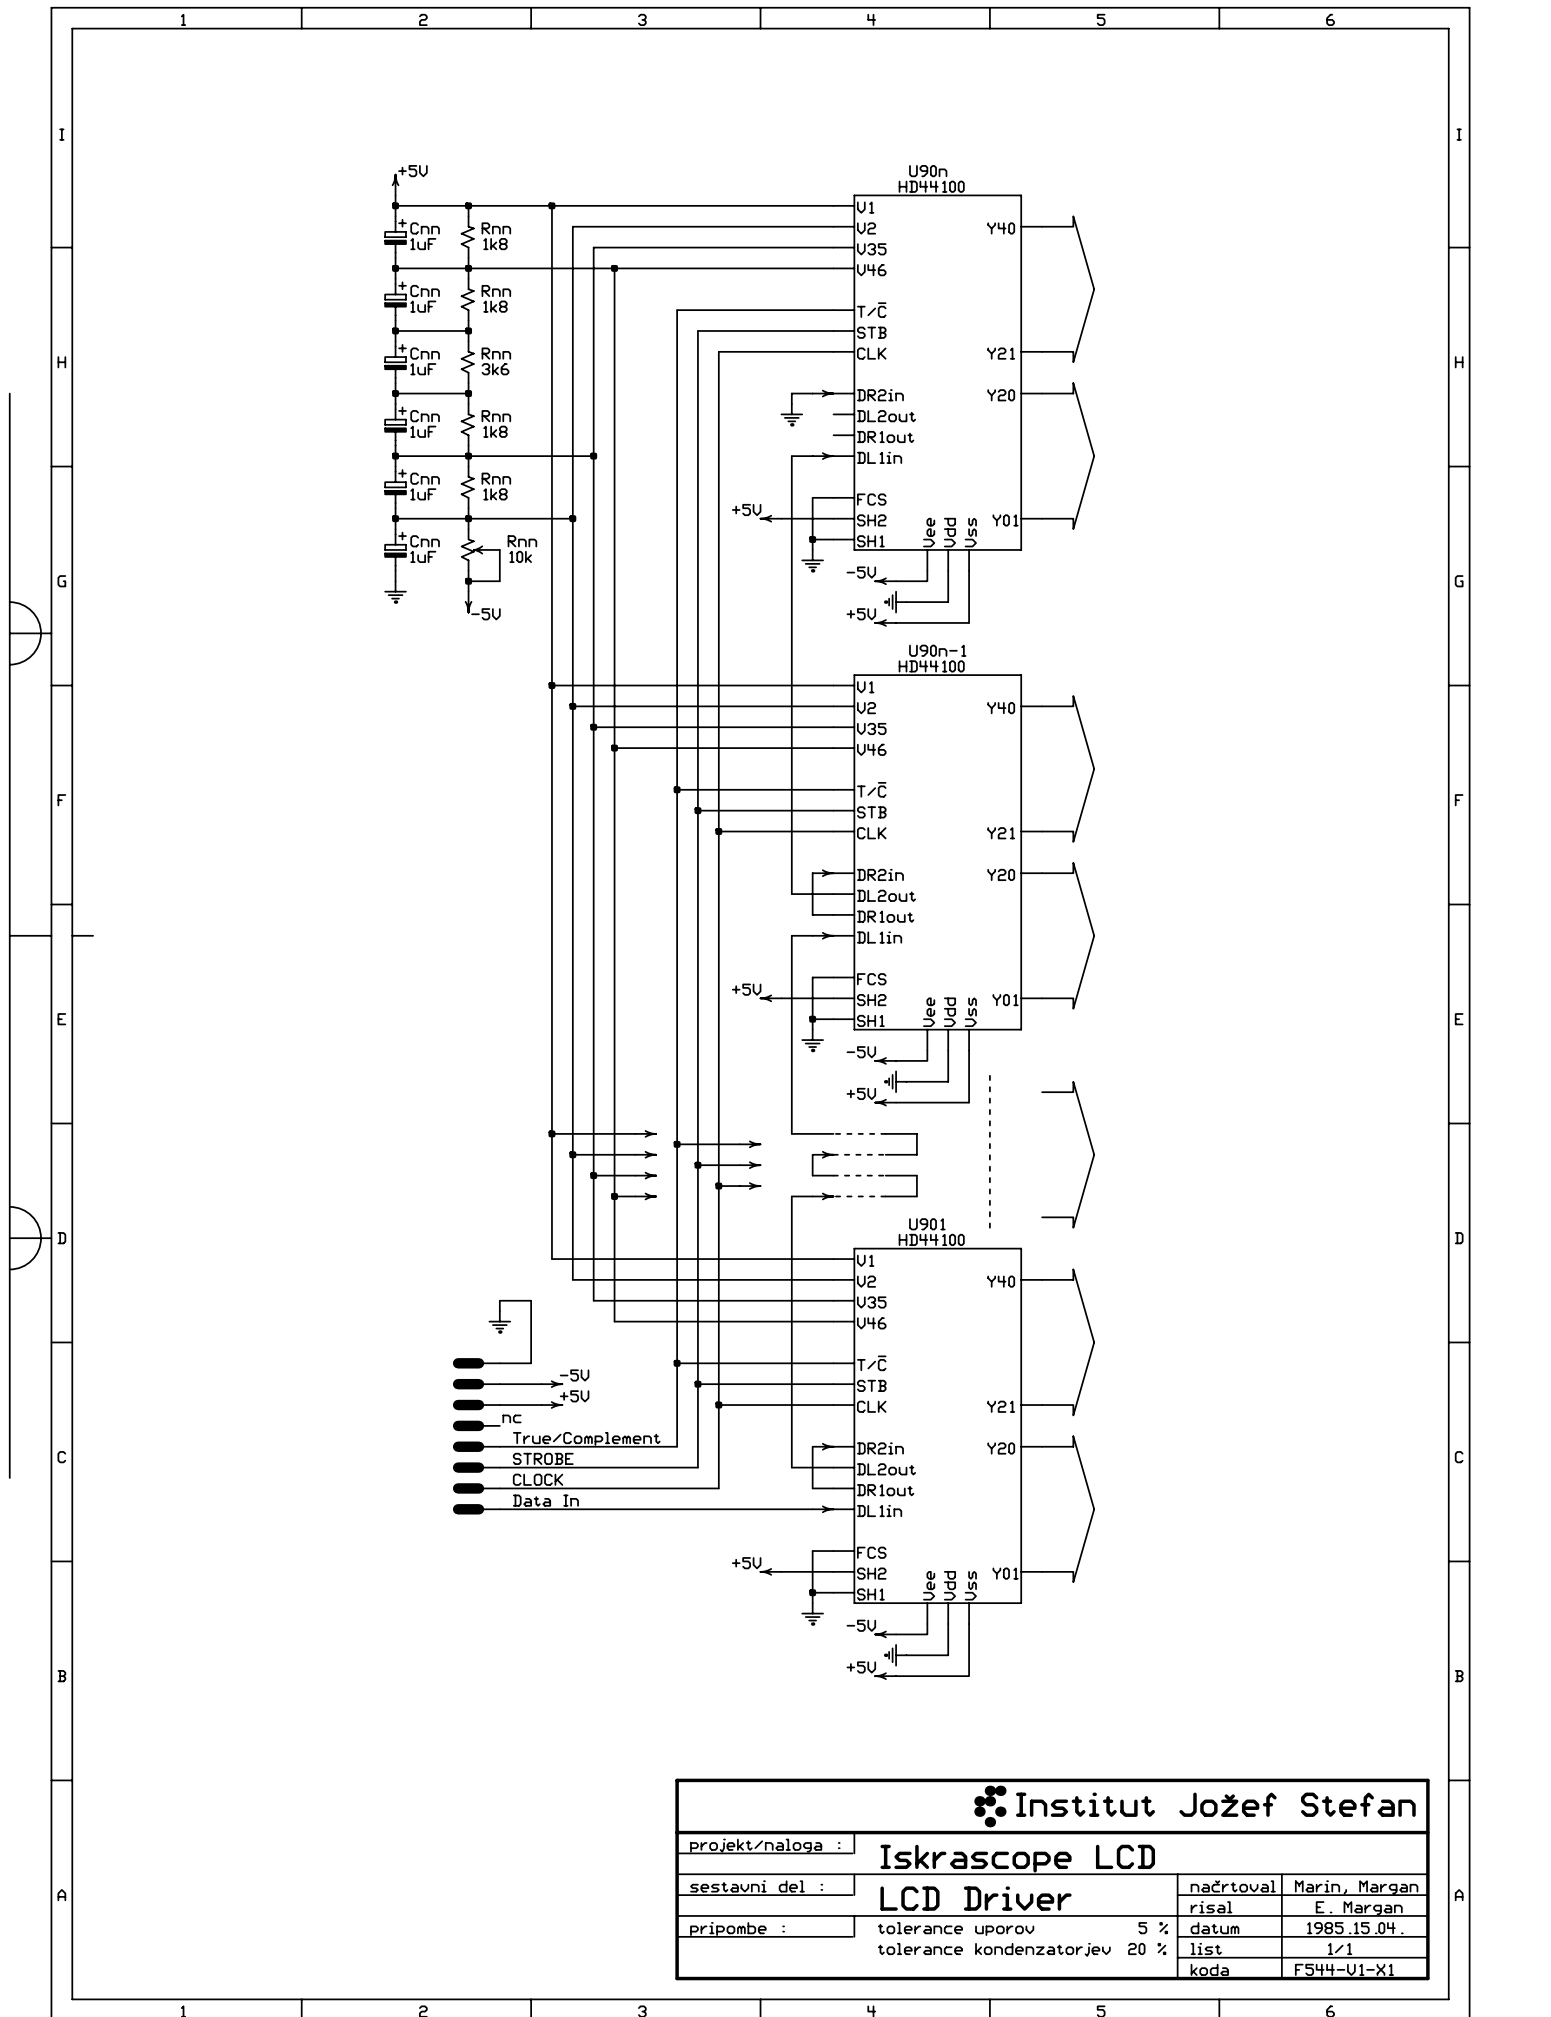 1 2 3 4 5 6
I I
H H
G G
F F
E E
D D
C C
B B
A A
+5V
+ Cnn
1uF
Rnn
1k8
+ Cnn
1uF
Rnn
1k8
+ Cnn
1uF
Rnn
3k6
+ Cnn
1uF
Rnn
1k8
+ Cnn
1uF
Rnn
1k8
+ Cnn
1uF
Rnn
10k
-5V
U90n
HD44100
V1
V2
V35
V46
T/C̅
STB
CLK
DR2in
DL2out
DR1out
DL1in
FCS
SH2
SH1
Y40
Y21
Y20
Y01
Vee
Vdd
Vss
+5V
-5V
+5V
U90n-1
HD44100
V1
V2
V35
V46
T/C̅
STB
CLK
DR2in
DL2out
DR1out
DL1in
FCS
SH2
SH1
Y40
Y21
Y20
Y01
Vee
Vdd
Vss
+5V
-5V
+5V
U901
HD44100
V1
V2
V35
V46
T/C̅
STB
CLK
DR2in
DL2out
DR1out
DL1in
FCS
SH2
SH1
Y40
Y21
Y20
Y01
Vee
Vdd
Vss
+5V
-5V
+5V
-5V
+5V
nc
True/Complement
STROBE
CLOCK
Data In
Institut Jožef Stefan
projekt/naloga :
Iskrascope LCD
sestavni del :
LCD Driver
načrtoval Marin, Margan
risal E. Margan
pripombe :
tolerance uporov 5 %
tolerance kondenzatorjev 20 %
datum 1985.15.04.
list 1/1
koda F544-V1-X1
1 2 3 4 5 6